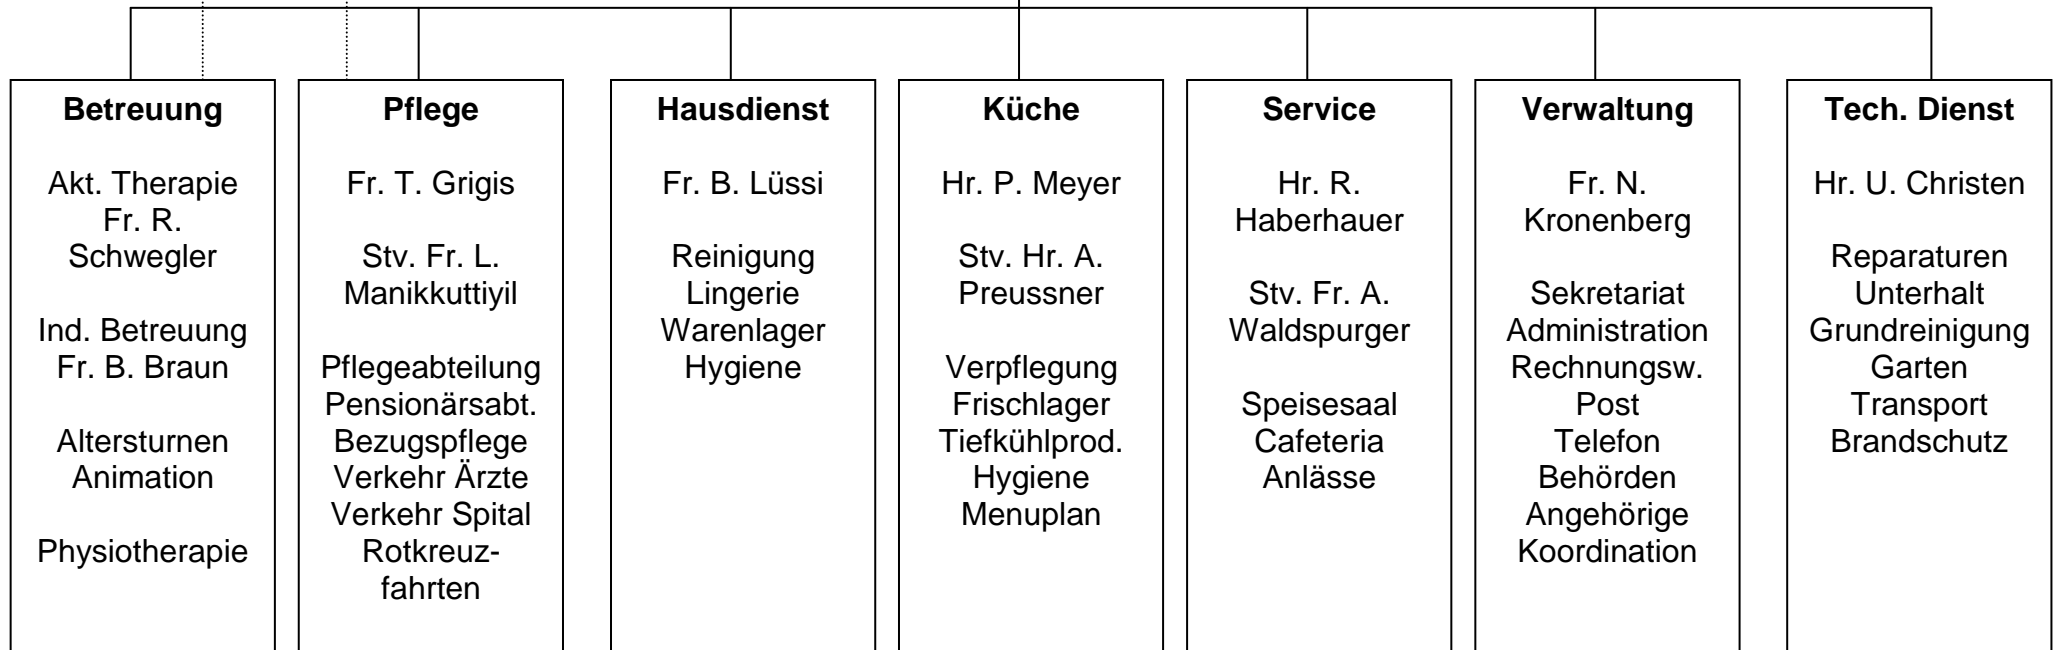 Betreuung
Akt. Therapie
Fr. R.
Schwegler
Ind. Betreuung
Fr. B. Braun
Altersturnen
Animation
Physiotherapie
Pflege
Fr. T. Grigis
Stv. Fr. L.
Manikkuttiyil
Pflegeabteilung
Pensionärsabt.
Bezugspflege
Verkehr Ärzte
Verkehr Spital
Rotkreuz-
fahrten
Hausdienst
Fr. B. Lüssi
Reinigung
Lingerie
Warenlager
Hygiene
Küche
Hr. P. Meyer
Stv. Hr. A.
Preussner
Verpflegung
Frischlager
Tiefkühlprod.
Hygiene
Menuplan
Service
Hr. R.
Haberhauer
Stv. Fr. A.
Waldspurger
Speisesaal
Cafeteria
Anlässe
Verwaltung
Fr. N.
Kronenberg
Sekretariat
Administration
Rechnungsw.
Post
Telefon
Behörden
Angehörige
Koordination
Tech. Dienst
Hr. U. Christen
Reparaturen
Unterhalt
Grundreinigung
Garten
Transport
Brandschutz